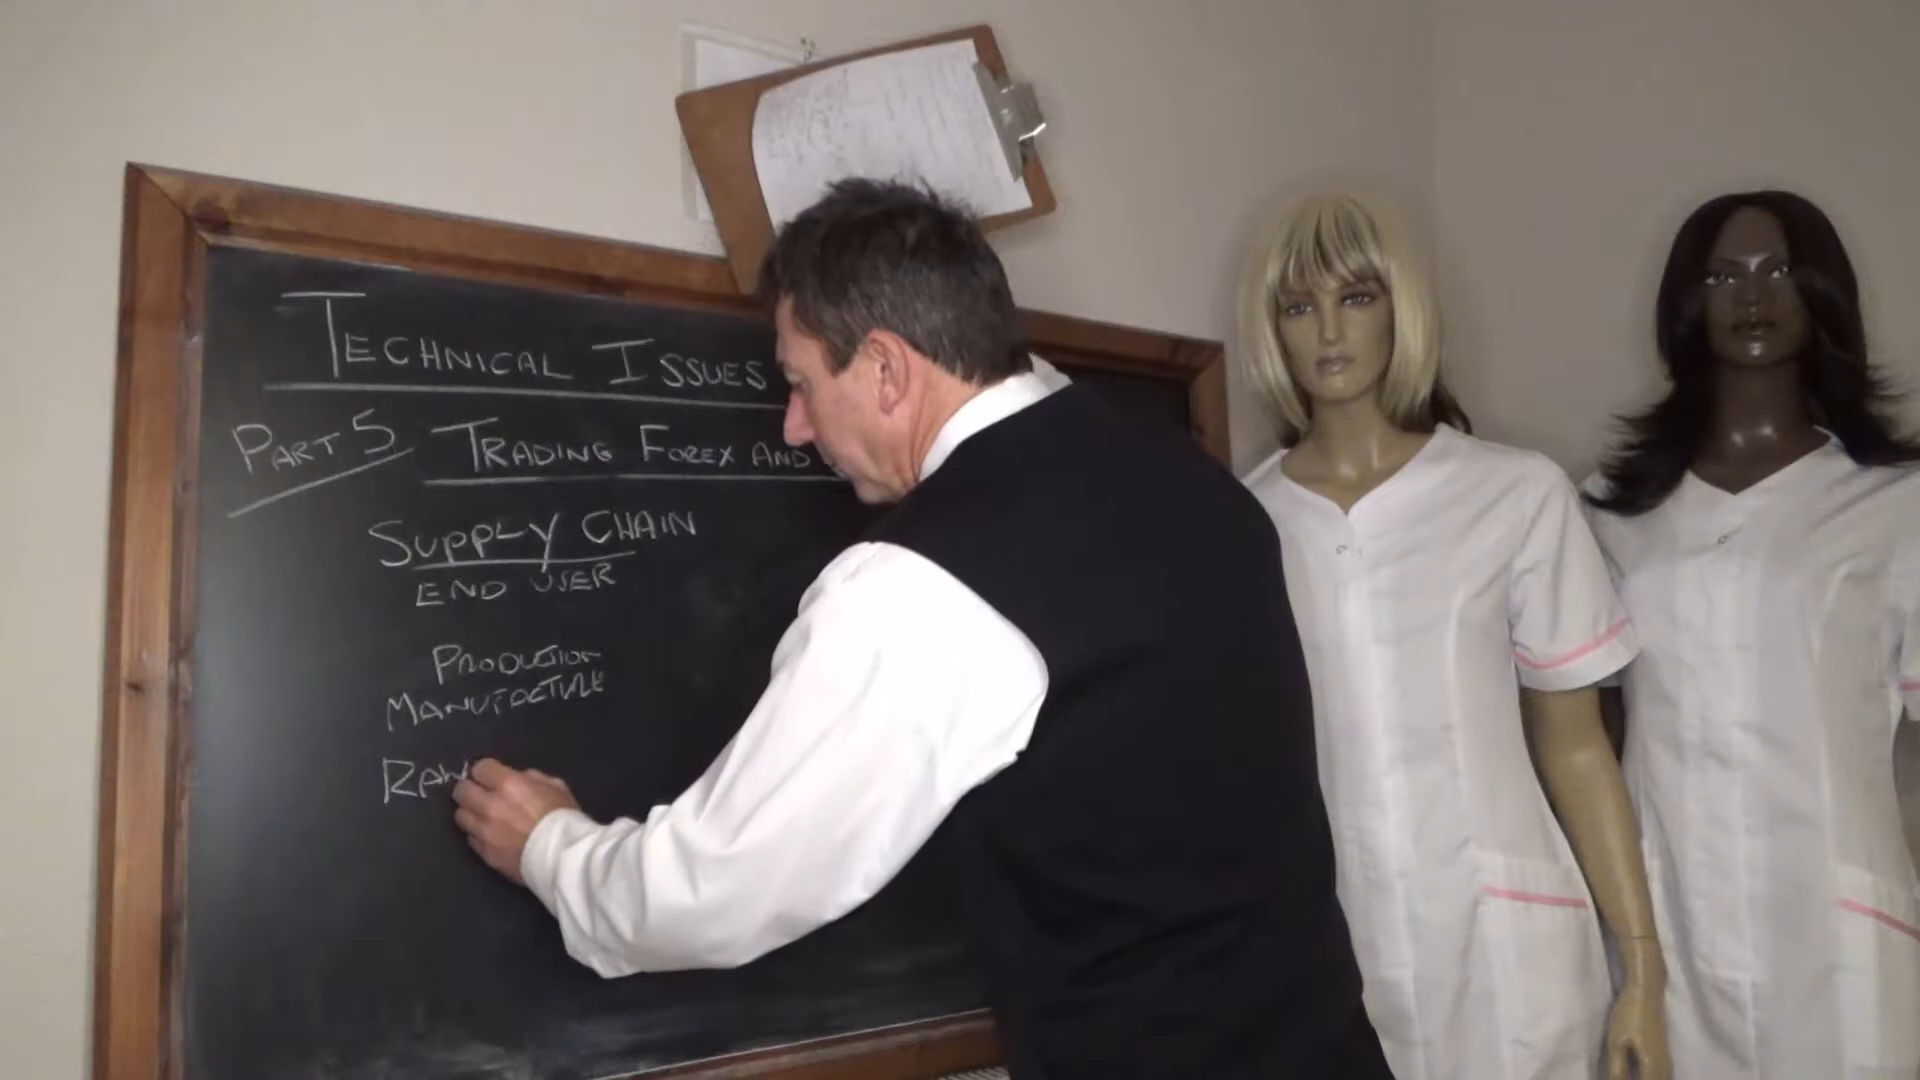 TECHNICAL ISSUES
PART 5 TRADING FOREX AND
SUPPLY CHAIN
END USER
PRODUCTION
MANUFACTURE
RAW